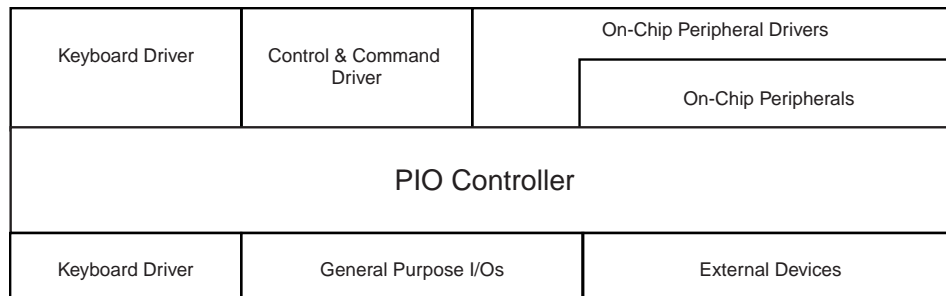 Keyboard Driver
Control & Command
Driver
On-Chip Peripheral Drivers
On-Chip Peripherals
PIO Controller
Keyboard Driver
General Purpose I/Os
External Devices